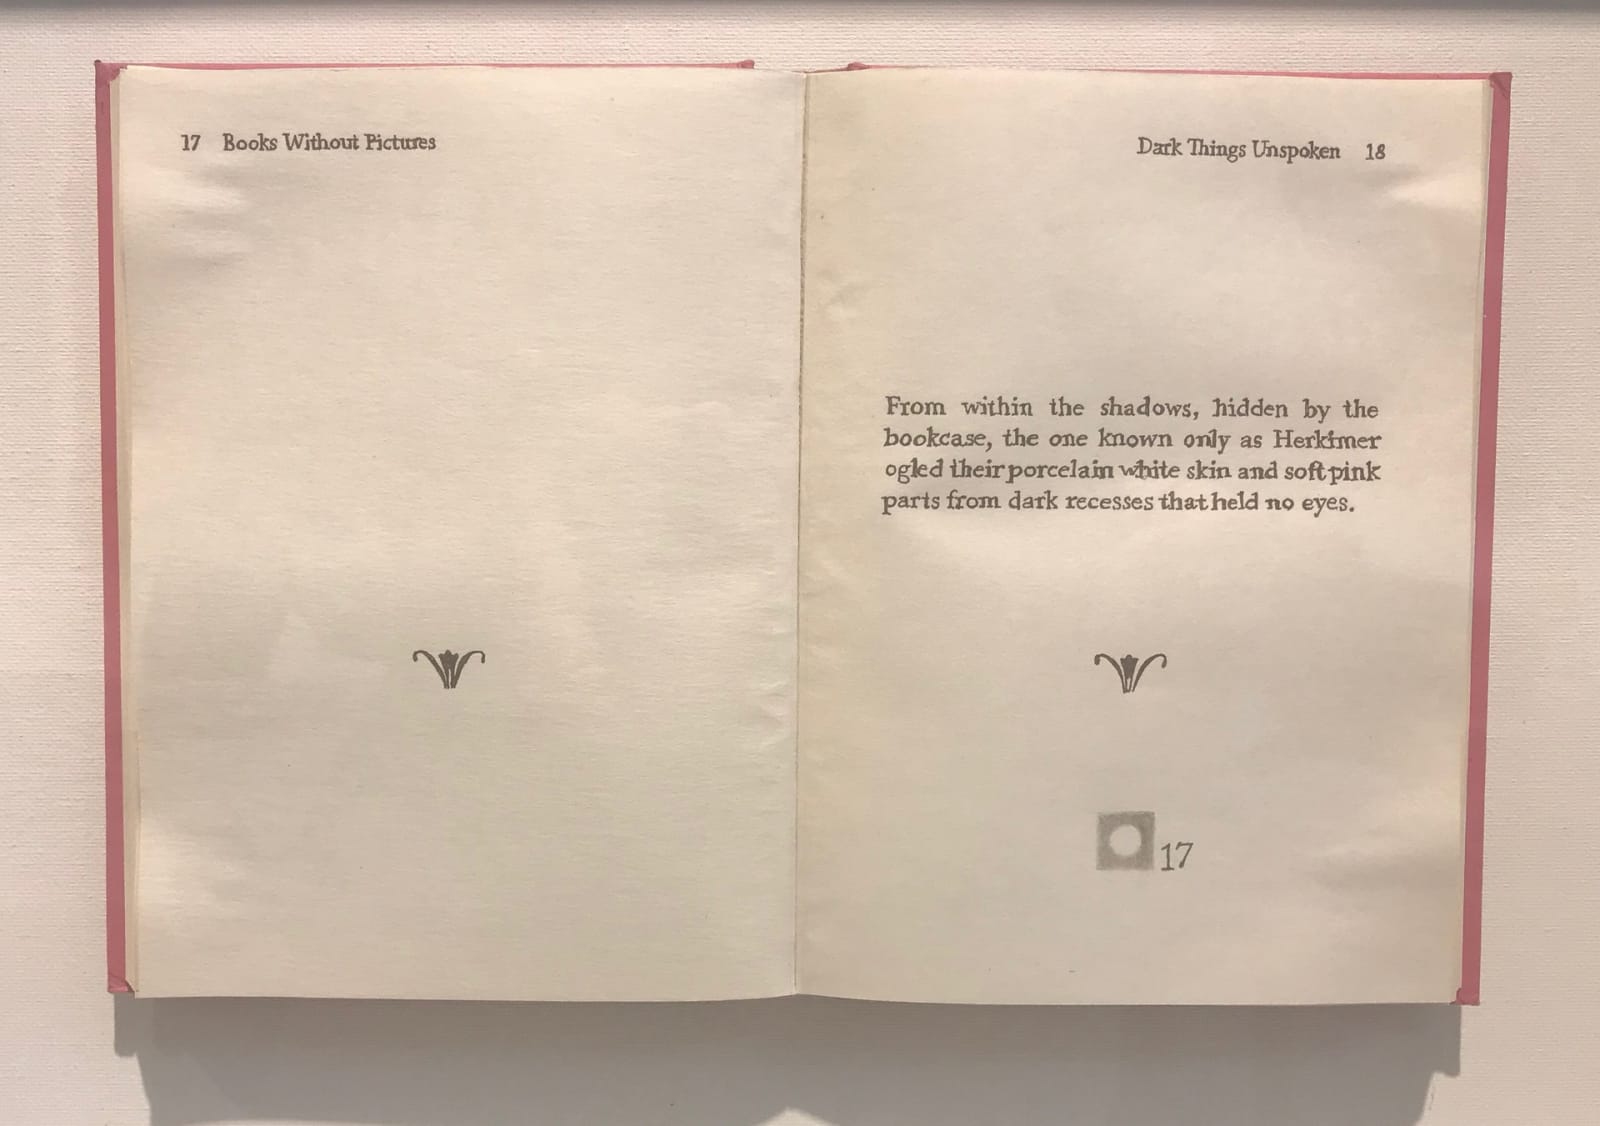 17 Books Without Pictures
Dark Things Unspoken 18
From within the shadows, hidden by the
bookcase, the one known only as Herkimer
ogled their porcelain white skin and soft pink
parts from dark recesses that held no eyes.
17